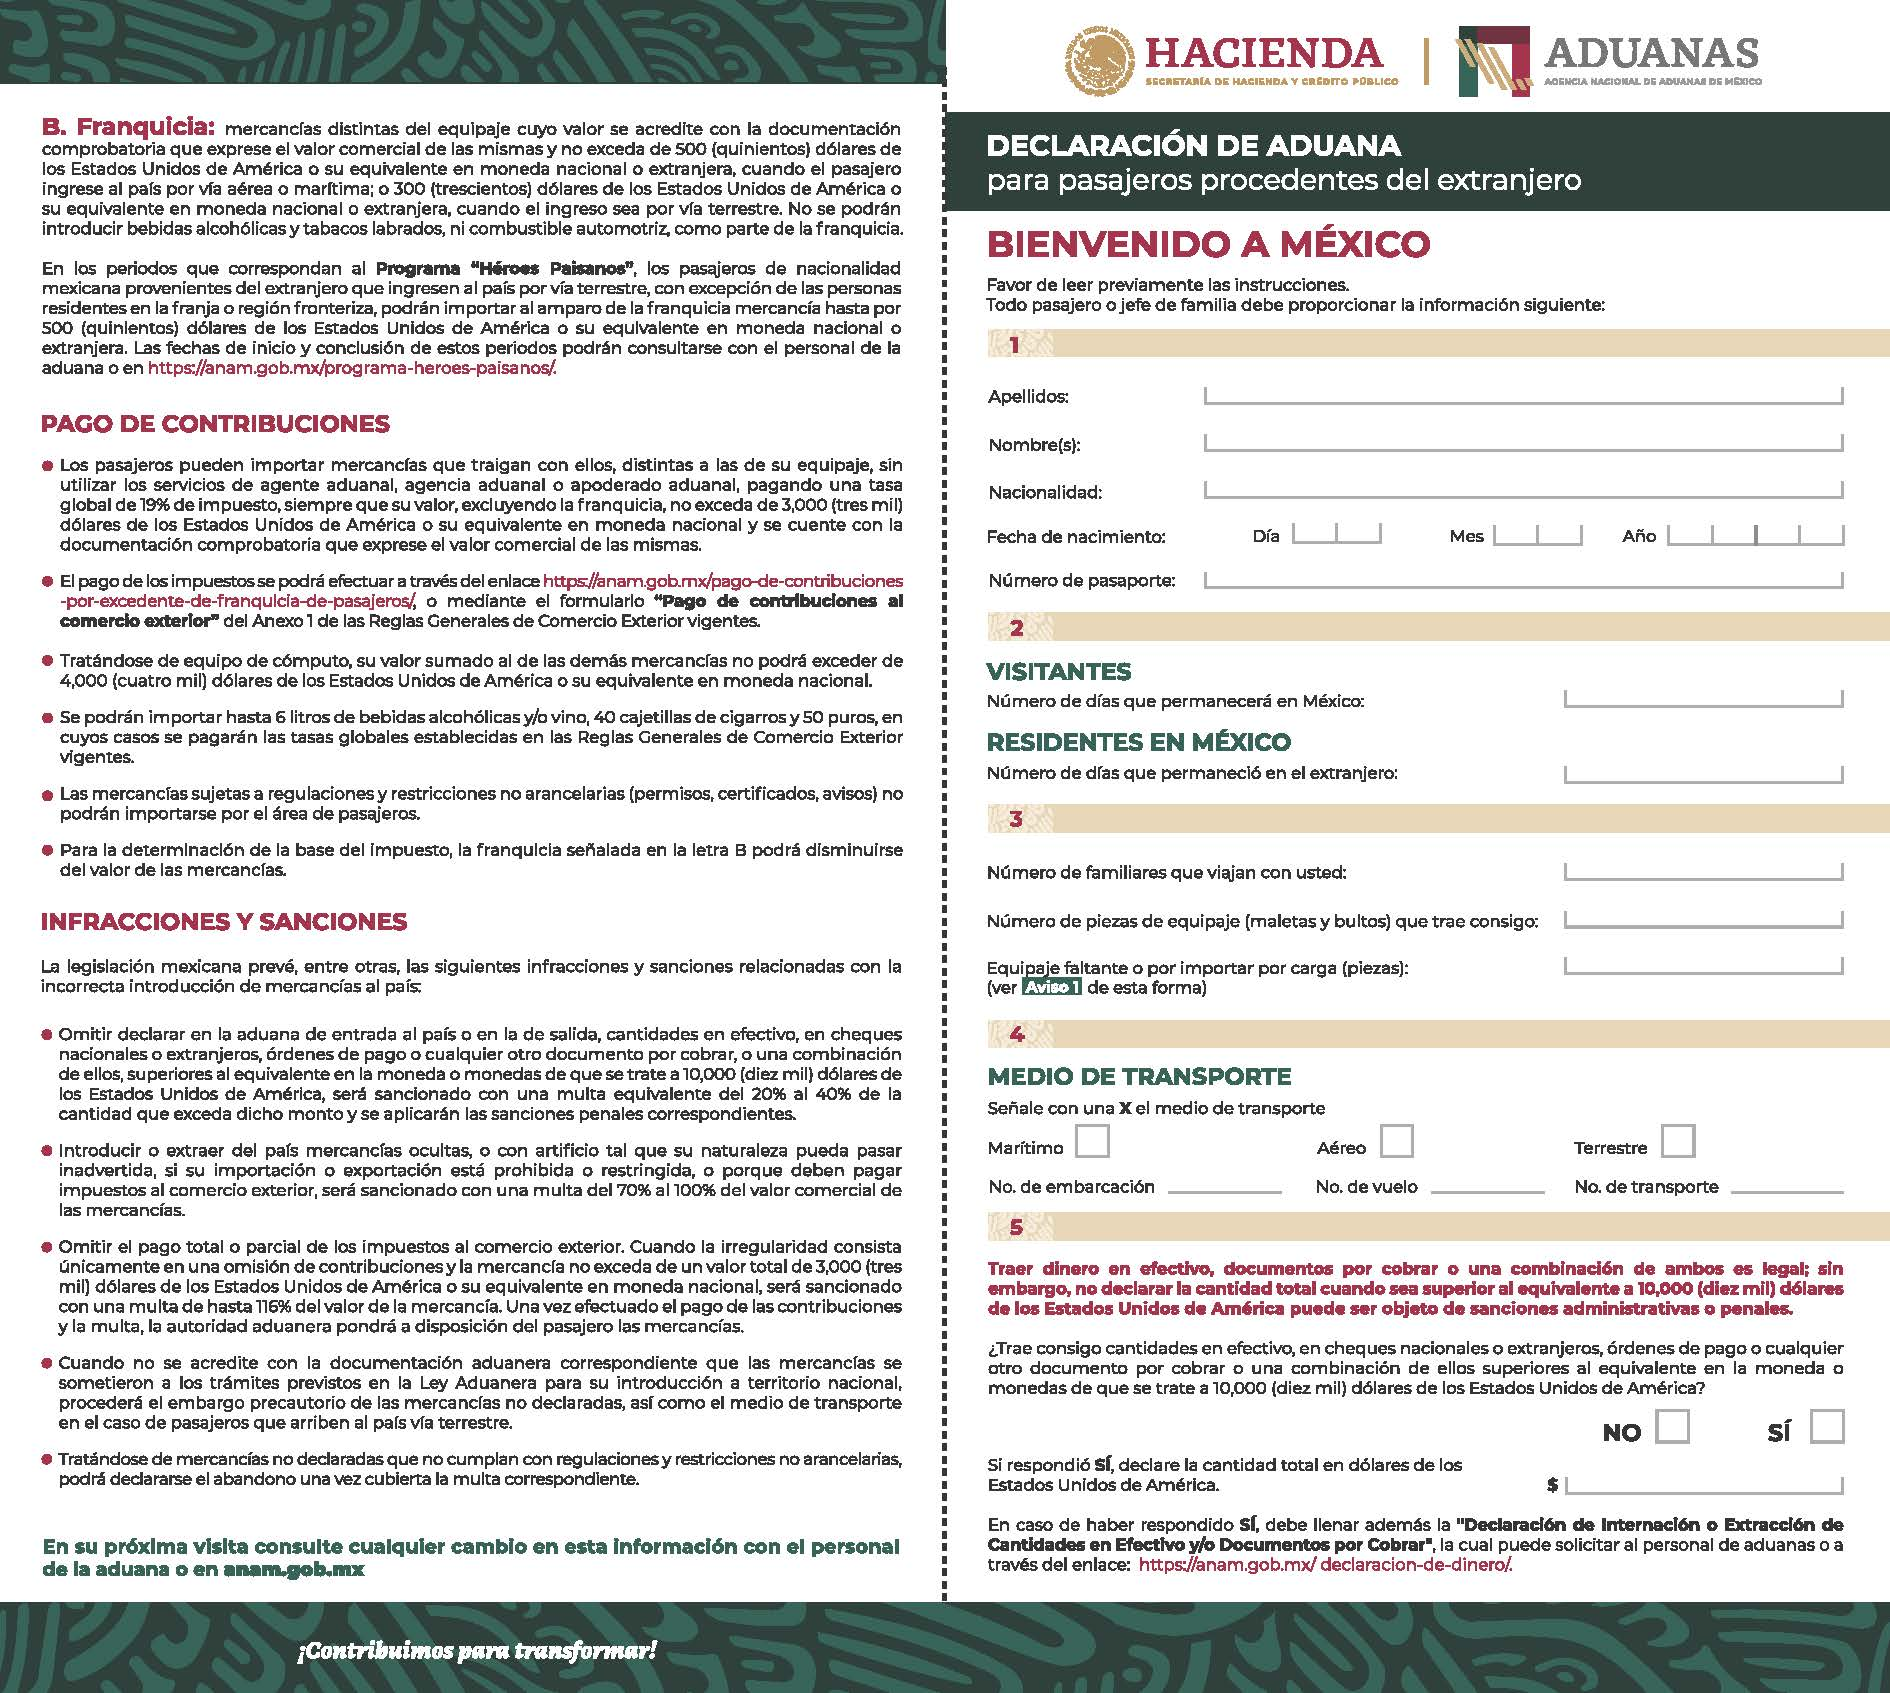 B. Franquicia: mercancías distintas del equipaje cuyo valor se acredite con la documentación
comprobatoria que exprese el valor comercial de las mismas y no exceda de 500 (quinientos) dólares de
los Estados Unidos de América o su equivalente en moneda nacional o extranjera, cuando el pasajero
ingrese al país por vía aérea o marítima; o 300 (trescientos) dólares de los Estados Unidos de América o
su equivalente en moneda nacional o extranjera, cuando el ingreso sea por vía terrestre. No se podrán
introducir bebidas alcohólicas y tabacos labrados, ni combustible automotriz, como parte de la franquicia.
En los periodos que correspondan al Programa “Héroes Paisanos”, los pasajeros de nacionalidad
mexicana provenientes del extranjero que ingresen al país por vía terrestre, con excepción de las personas
residentes en la franja o región fronteriza, podrán importar al amparo de la franquicia mercancía hasta por
500 (quinientos) dólares de los Estados Unidos de América o su equivalente en moneda nacional o
extranjera. Las fechas de inicio y conclusión de estos periodos podrán consultarse con el personal de la
aduana o en https://anam.gob.mx/programa-heroes-paisanos/.
PAGO DE CONTRIBUCIONES
● Los pasajeros pueden importar mercancías que traigan con ellos, distintas a las de su equipaje, sin
utilizar los servicios de agente aduanal, agencia aduanal o apoderado aduanal, pagando una tasa
global de 19% de impuesto, siempre que su valor, excluyendo la franquicia, no exceda de 3,000 (tres mil)
dólares de los Estados Unidos de América o su equivalente en moneda nacional y se cuente con la
documentación comprobatoria que exprese el valor comercial de las mismas.
● El pago de los impuestos se podrá efectuar a través del enlace https://anam.gob.mx/pago-de-contribuciones
-por-excedente-de-franquicia-de-pasajeros/, o mediante el formulario “Pago de contribuciones al
comercio exterior” del Anexo 1 de las Reglas Generales de Comercio Exterior vigentes.
● Tratándose de equipo de cómputo, su valor sumado al de las demás mercancías no podrá exceder de
4,000 (cuatro mil) dólares de los Estados Unidos de América o su equivalente en moneda nacional.
● Se podrán importar hasta 6 litros de bebidas alcohólicas y/o vino, 40 cajetillas de cigarros y 50 puros, en
cuyos casos se pagarán las tasas globales establecidas en las Reglas Generales de Comercio Exterior
vigentes.
● Las mercancías sujetas a regulaciones y restricciones no arancelarias (permisos, certificados, avisos) no
podrán importarse por el área de pasajeros.
● Para la determinación de la base del impuesto, la franquicia señalada en la letra B podrá disminuirse
del valor de las mercancías.
INFRACCIONES Y SANCIONES
La legislación mexicana prevé, entre otras, las siguientes infracciones y sanciones relacionadas con la
incorrecta introducción de mercancías al país:
● Omitir declarar en la aduana de entrada al país o en la de salida, cantidades en efectivo, en cheques
nacionales o extranjeros, órdenes de pago o cualquier otro documento por cobrar, o una combinación
de ellos, superiores al equivalente en la moneda o monedas de que se trate a 10,000 (diez mil) dólares de
los Estados Unidos de América, será sancionado con una multa equivalente del 20% al 40% de la
cantidad que exceda dicho monto y se aplicarán las sanciones penales correspondientes.
● Introducir o extraer del país mercancías ocultas, o con artificio tal que su naturaleza pueda pasar
inadvertida, si su importación o exportación está prohibida o restringida, o porque deben pagar
impuestos al comercio exterior, será sancionado con una multa del 70% al 100% del valor comercial de
las mercancías.
● Omitir el pago total o parcial de los impuestos al comercio exterior. Cuando la irregularidad consista
únicamente en una omisión de contribuciones y la mercancía no exceda de un valor total de 3,000 (tres
mil) dólares de los Estados Unidos de América o su equivalente en moneda nacional, será sancionado
con una multa de hasta 116% del valor de la mercancía. Una vez efectuado el pago de las contribuciones
y la multa, la autoridad aduanera pondrá a disposición del pasajero las mercancías.
● Cuando no se acredite con la documentación aduanera correspondiente que las mercancías se
sometieron a los trámites previstos en la Ley Aduanera para su introducción a territorio nacional,
procederá el embargo precautorio de las mercancías no declaradas, así como el medio de transporte
en el caso de pasajeros que arriben al país vía terrestre.
● Tratándose de mercancías no declaradas que no cumplan con regulaciones y restricciones no arancelarias,
podrá declararse el abandono una vez cubierta la multa correspondiente.
En su próxima visita consulte cualquier cambio en esta información con el personal
de la aduana o en anam.gob.mx
¡Contribuimos para transformar!
HACIENDA
SECRETARÍA DE HACIENDA Y CRÉDITO PÚBLICO
ADUANAS
AGENCIA NACIONAL DE ADUANAS DE MÉXICO
DECLARACIÓN DE ADUANA
para pasajeros procedentes del extranjero
BIENVENIDO A MÉXICO
Favor de leer previamente las instrucciones.
Todo pasajero o jefe de familia debe proporcionar la información siguiente:
1
Apellidos:
Nombre(s):
Nacionalidad:
Fecha de nacimiento: Día Mes Año
Número de pasaporte:
2
VISITANTES
Número de días que permanecerá en México:
RESIDENTES EN MÉXICO
Número de días que permaneció en el extranjero:
3
Número de familiares que viajan con usted:
Número de piezas de equipaje (maletas y bultos) que trae consigo:
Equipaje faltante o por importar por carga (piezas):
(ver Aviso 1 de esta forma)
4
MEDIO DE TRANSPORTE
Señale con una X el medio de transporte
Marítimo Aéreo Terrestre
No. de embarcación No. de vuelo No. de transporte
5
Traer dinero en efectivo, documentos por cobrar o una combinación de ambos es legal; sin
embargo, no declarar la cantidad total cuando sea superior al equivalente a 10,000 (diez mil) dólares
de los Estados Unidos de América puede ser objeto de sanciones administrativas o penales.
¿Trae consigo cantidades en efectivo, en cheques nacionales o extranjeros, órdenes de pago o cualquier
otro documento por cobrar o una combinación de ellos superiores al equivalente en la moneda o
monedas de que se trate a 10,000 (diez mil) dólares de los Estados Unidos de América?
NO SÍ
Si respondió SÍ, declare la cantidad total en dólares de los
Estados Unidos de América. $
En caso de haber respondido SÍ, debe llenar además la "Declaración de Internación o Extracción de
Cantidades en Efectivo y/o Documentos por Cobrar", la cual puede solicitar al personal de aduanas o a
través del enlace: https://anam.gob.mx/ declaracion-de-dinero/.